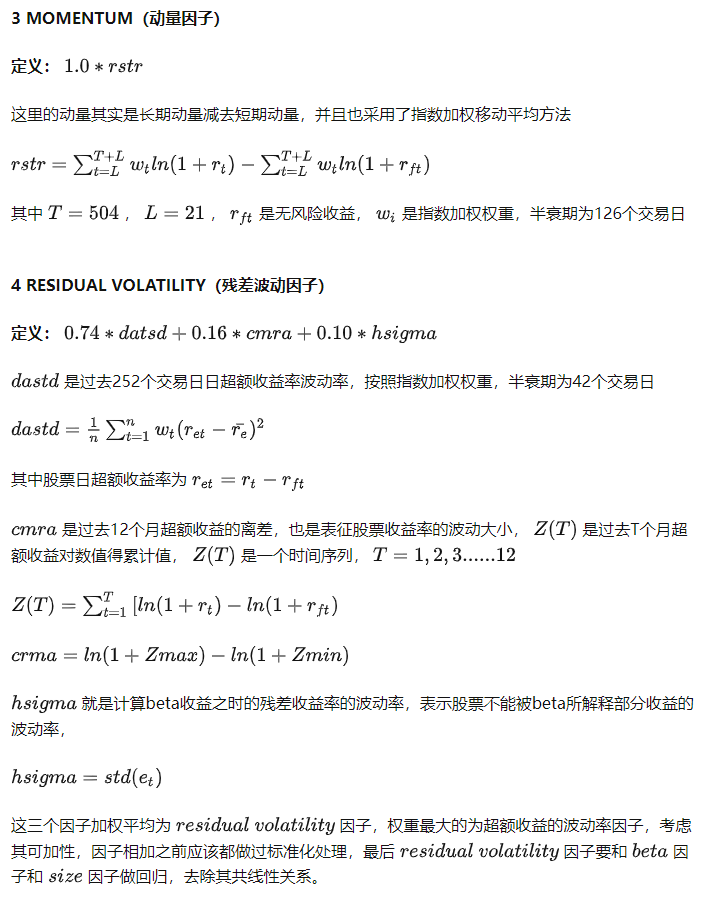 3 MOMENTUM（动量因子）
定义： 1.0 * rstr
这里的动量其实是长期动量减去短期动量，并且也采用了指数加权移动平均方法
rstr = ∑_{t=L}^{T+L} w_t ln(1 + r_t) − ∑_{t=L}^{T+L} w_t ln(1 + r_{ft})
其中 T = 504 ， L = 21 ， r_{ft} 是无风险收益， w_i 是指数加权权重，半衰期为126个交易日
4 RESIDUAL VOLATILITY（残差波动因子）
定义： 0.74 * datsd + 0.16 * cmra + 0.10 * hsigma
dastd 是过去252个交易日日超额收益率波动率，按照指数加权权重，半衰期为42个交易日
dastd = \frac{1}{n} ∑_{t=1}^{n} w_t (r_{et} − \bar{r_e})^2
其中股票日超额收益率为 r_{et} = r_t − r_{ft}
cmra 是过去12个月超额收益的离差，也是表征股票收益率的波动大小， Z(T) 是过去T个月超
额收益对数值得累计值， Z(T) 是一个时间序列， T = 1, 2, 3......12
Z(T) = ∑_{t=1}^{T} [ln(1 + r_t) − ln(1 + r_{ft})
crma = ln(1 + Zmax) − ln(1 + Zmin)
hsigma 就是计算beta收益之时的残差收益率的波动率，表示股票不能被beta所解释部分收益的
波动率，
hsigma = std(e_t)
这三个因子加权平均为 residual volatility 因子，权重最大的为超额收益的波动率因子，考虑
其可加性，因子相加之前应该都做过标准化处理，最后 residual volatility 因子要和 beta 因
子和 size 因子做回归，去除其共线性关系。